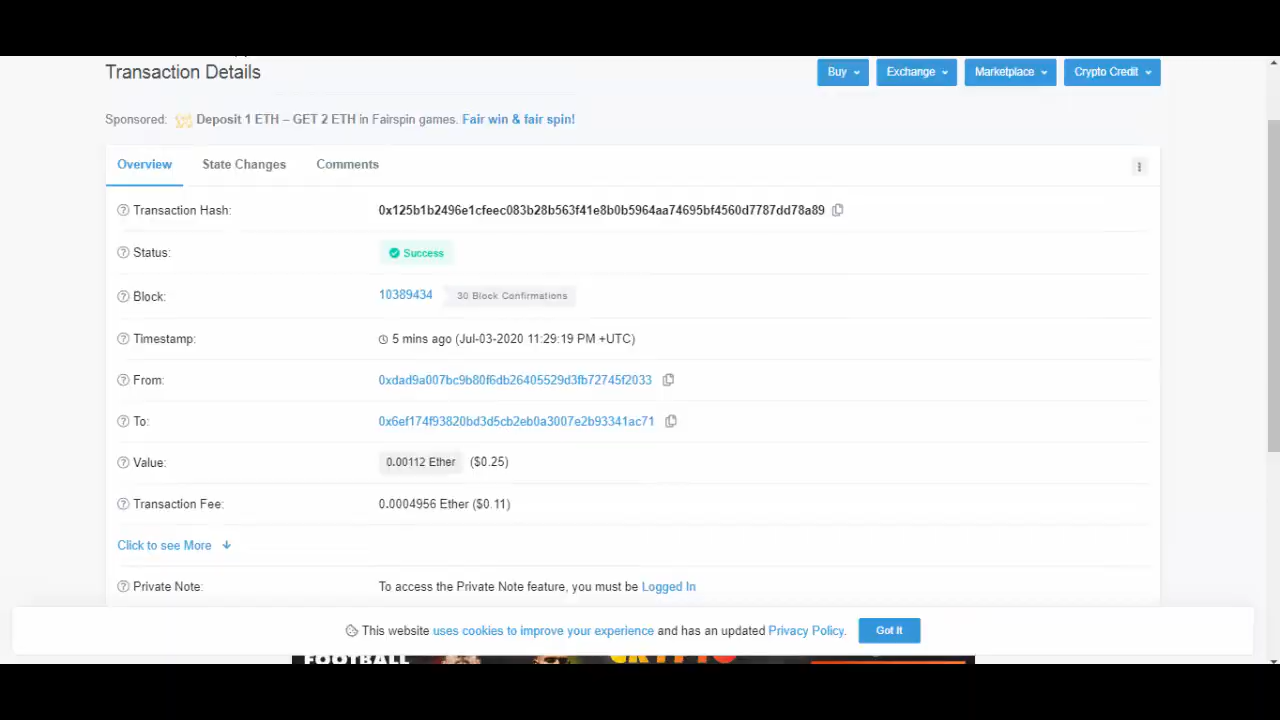 Transaction Details
Buy Exchange Marketplace Crypto Credit
Sponsored: Deposit 1 ETH – GET 2 ETH in Fairspin games. Fair win & fair spin!
Overview State Changes Comments
Transaction Hash: 0x125b1b2496e1cfeec083b28b563f41e8b0b5964aa74695bf4560d7787dd78a89
Status: Success
Block: 10389434 30 Block Confirmations
Timestamp: 5 mins ago (Jul-03-2020 11:29:19 PM +UTC)
From: 0xdad9a007bc9b80f6db26405529d3fb72745f2033
To: 0x6ef174f93820bd3d5cb2eb0a3007e2b93341ac71
Value: 0.00112 Ether ($0.25)
Transaction Fee: 0.0004956 Ether ($0.11)
Click to see More
Private Note: To access the Private Note feature, you must be Logged In
This website uses cookies to improve your experience and has an updated Privacy Policy. Got It
FOOTBALL CRYPTO